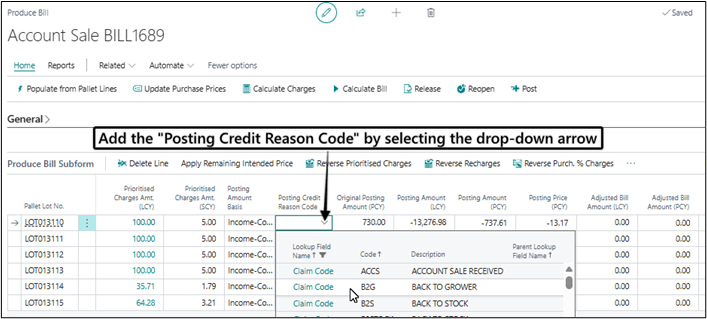 Produce Bill
Saved
Account Sale BILL1689
Home Reports Related Automate Fewer options
Populate from Pallet Lines Update Purchase Prices Calculate Charges Calculate Bill Release Reopen Post
General
Add the "Posting Credit Reason Code" by selecting the drop-down arrow
Produce Bill Subform Delete Line Apply Remaining Intended Price Reverse Prioritised Charges Reverse Recharges Reverse Purch. % Charges ...
Pallet Lot No. Prioritised Charges Amt. (LCY) Prioritised Charges Amt. (SCY) Posting Amount Basis Posting Credit Reason Code Original Posting Amount (PCY) Posting Amount (LCY) Posting Amount (PCY) Posting Price (PCY) Adjusted Bill Amount (LCY) Adjusted Bill Amount (PCY)
LOT013110 100.00 5.00 Income-Co... 730.00 -13,276.98 -737.61 -13.17 0.00 0.00
LOT013111 100.00 5.00 Income-Co... 0.00 0.00
Lookup Field Name↑ Code↑ Description Parent Lookup Field Name↑
LOT013112 100.00 5.00 Income-Co... 0.00 0.00
LOT013113 100.00 5.00 Income-Co... Claim Code ACCS ACCOUNT SALE RECEIVED 0.00 0.00
LOT013114 35.71 1.79 Income-Co... Claim Code B2G BACK TO GROWER 0.00 0.00
LOT013115 64.28 3.21 Income-Co... Claim Code B2S BACK TO STOCK 0.00 0.00